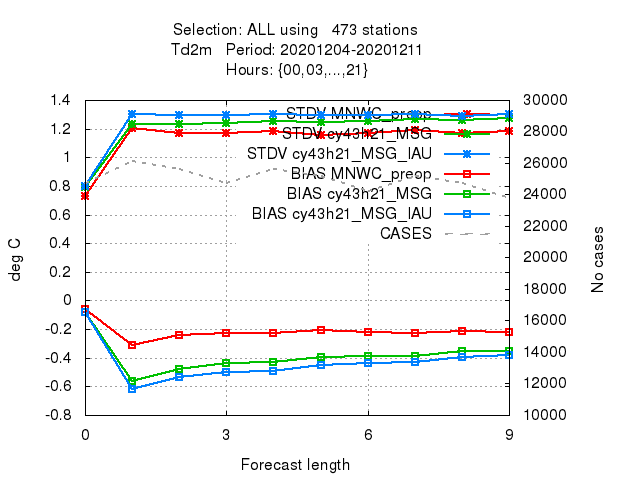 Selection: ALL using 473 stations
Td2m Period: 20201204-20201211
Hours: {00,03,...,21}
1.4
1.2
1
0.8
0.6
0.4
0.2
0
-0.2
-0.4
-0.6
-0.8
deg C
STDV MNWC_preop
STDV cy43h21_MSG
STDV cy43h21_MSG_IAU
BIAS MNWC_preop
BIAS cy43h21_MSG
BIAS cy43h21_MSG_IAU
CASES
30000
28000
26000
24000
22000
20000
18000
16000
14000
12000
10000
No cases
0 3 6 9
Forecast length